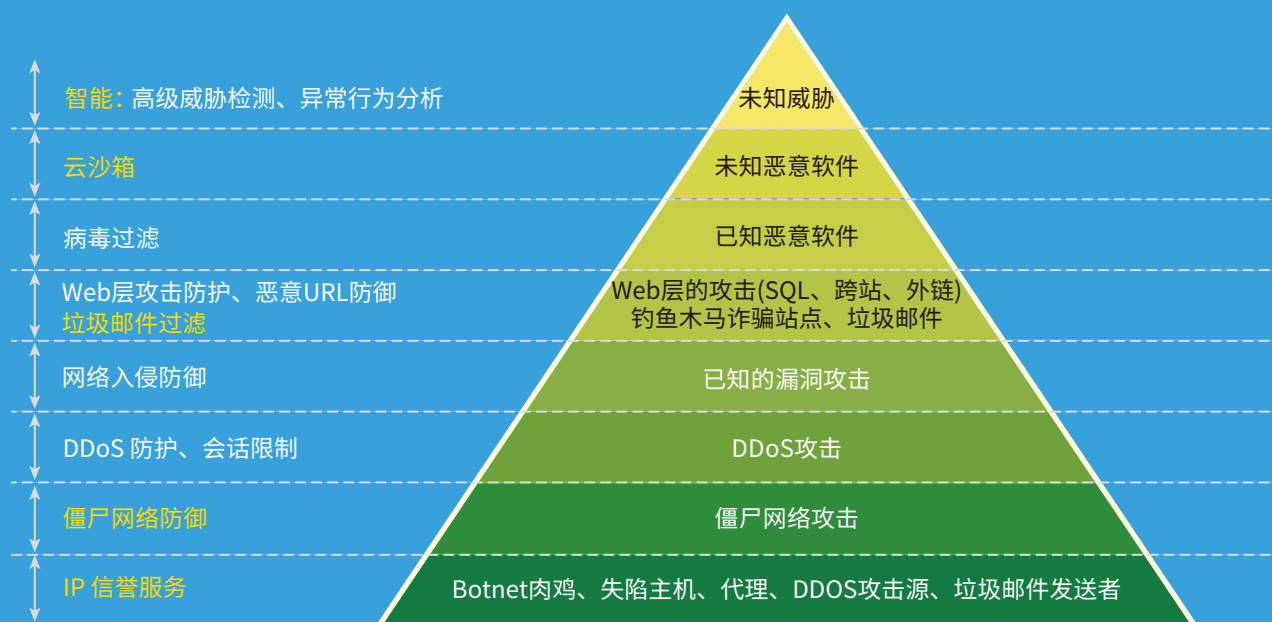 智能：高级威胁检测、异常行为分析
未知威胁
云沙箱
未知恶意软件
病毒过滤
已知恶意软件
Web层攻击防护、恶意URL防御
垃圾邮件过滤
Web层的攻击(SQL、跨站、外链)
钓鱼木马诈骗站点、垃圾邮件
网络入侵防御
已知的漏洞攻击
DDoS 防护、会话限制
DDoS攻击
僵尸网络防御
僵尸网络攻击
IP 信誉服务
Botnet肉鸡、失陷主机、代理、DDOS攻击源、垃圾邮件发送者